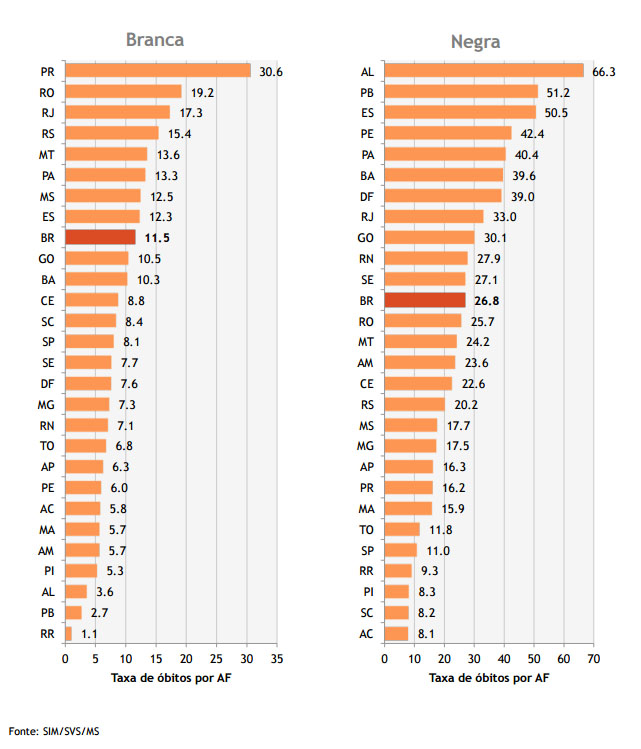 Branca
PR 30.6
RO 19.2
RJ 17.3
RS 15.4
MT 13.6
PA 13.3
MS 12.5
ES 12.3
BR 11.5
GO 10.5
BA 10.3
CE 8.8
SC 8.4
SP 8.1
SE 7.7
DF 7.6
MG 7.3
RN 7.1
TO 6.8
AP 6.3
PE 6.0
AC 5.8
MA 5.7
AM 5.7
PI 5.3
AL 3.6
PB 2.7
RR 1.1
0 5 10 15 20 25 30 35
Taxa de óbitos por AF
Negra
AL 66.3
PB 51.2
ES 50.5
PE 42.4
PA 40.4
BA 39.6
DF 39.0
RJ 33.0
GO 30.1
RN 27.9
SE 27.1
BR 26.8
RO 25.7
MT 24.2
AM 23.6
CE 22.6
RS 20.2
MS 17.7
MG 17.5
AP 16.3
PR 16.2
MA 15.9
TO 11.8
SP 11.0
RR 9.3
PI 8.3
SC 8.2
AC 8.1
0 10 20 30 40 50 60 70
Taxa de óbitos por AF
Fonte: SIM/SVS/MS